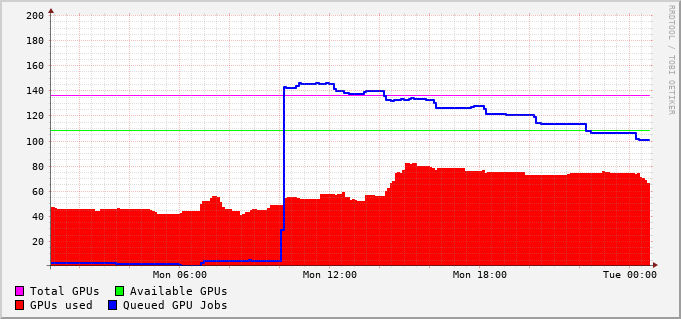 RRDTOOL / TOBI OETIKER
200
180
160
140
120
100
80
60
40
20
Mon 06:00 Mon 12:00 Mon 18:00 Tue 00:00
Total GPUs Available GPUs
GPUs used Queued GPU Jobs